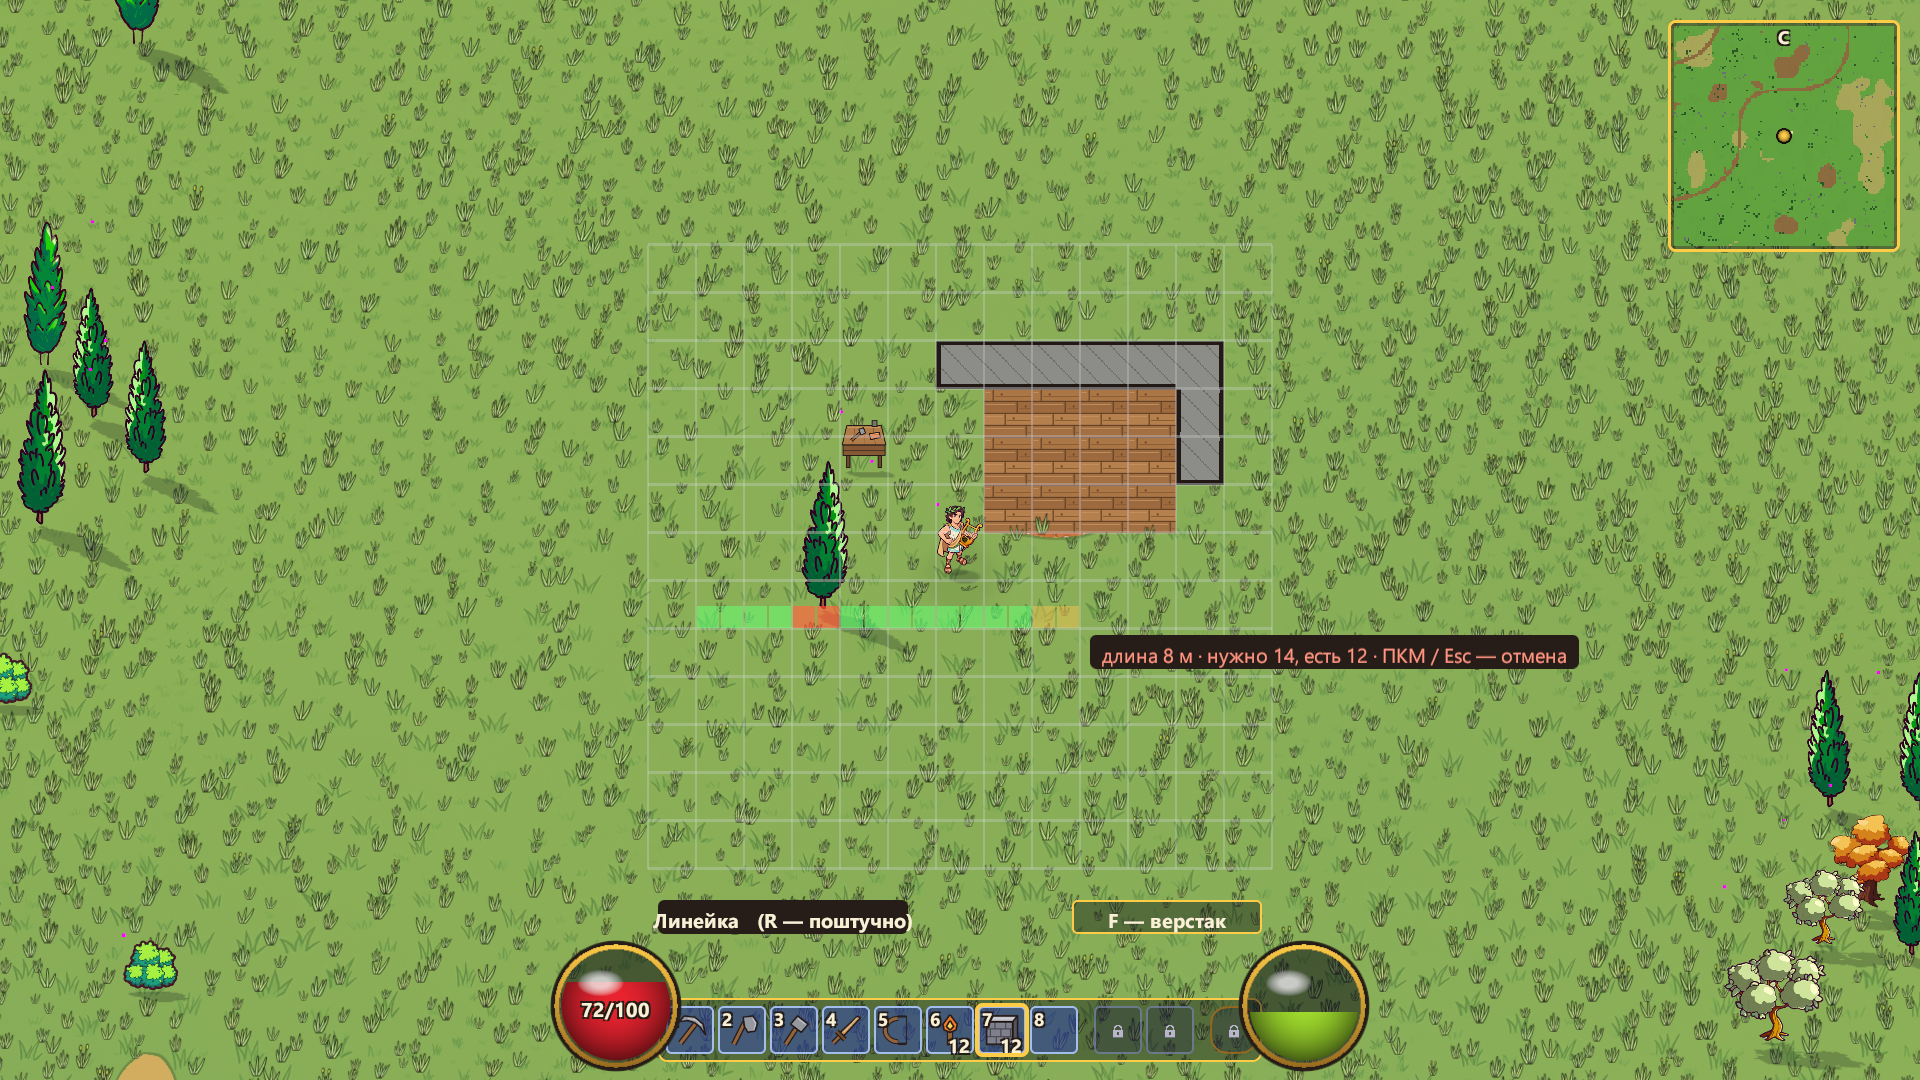 С
длина 8 м · нужно 14, есть 12 · ПКМ / Esc — отмена
Линейка (R — поштучно)
F — верстак
72/100
2
3
4
5
6
12
7
12
8